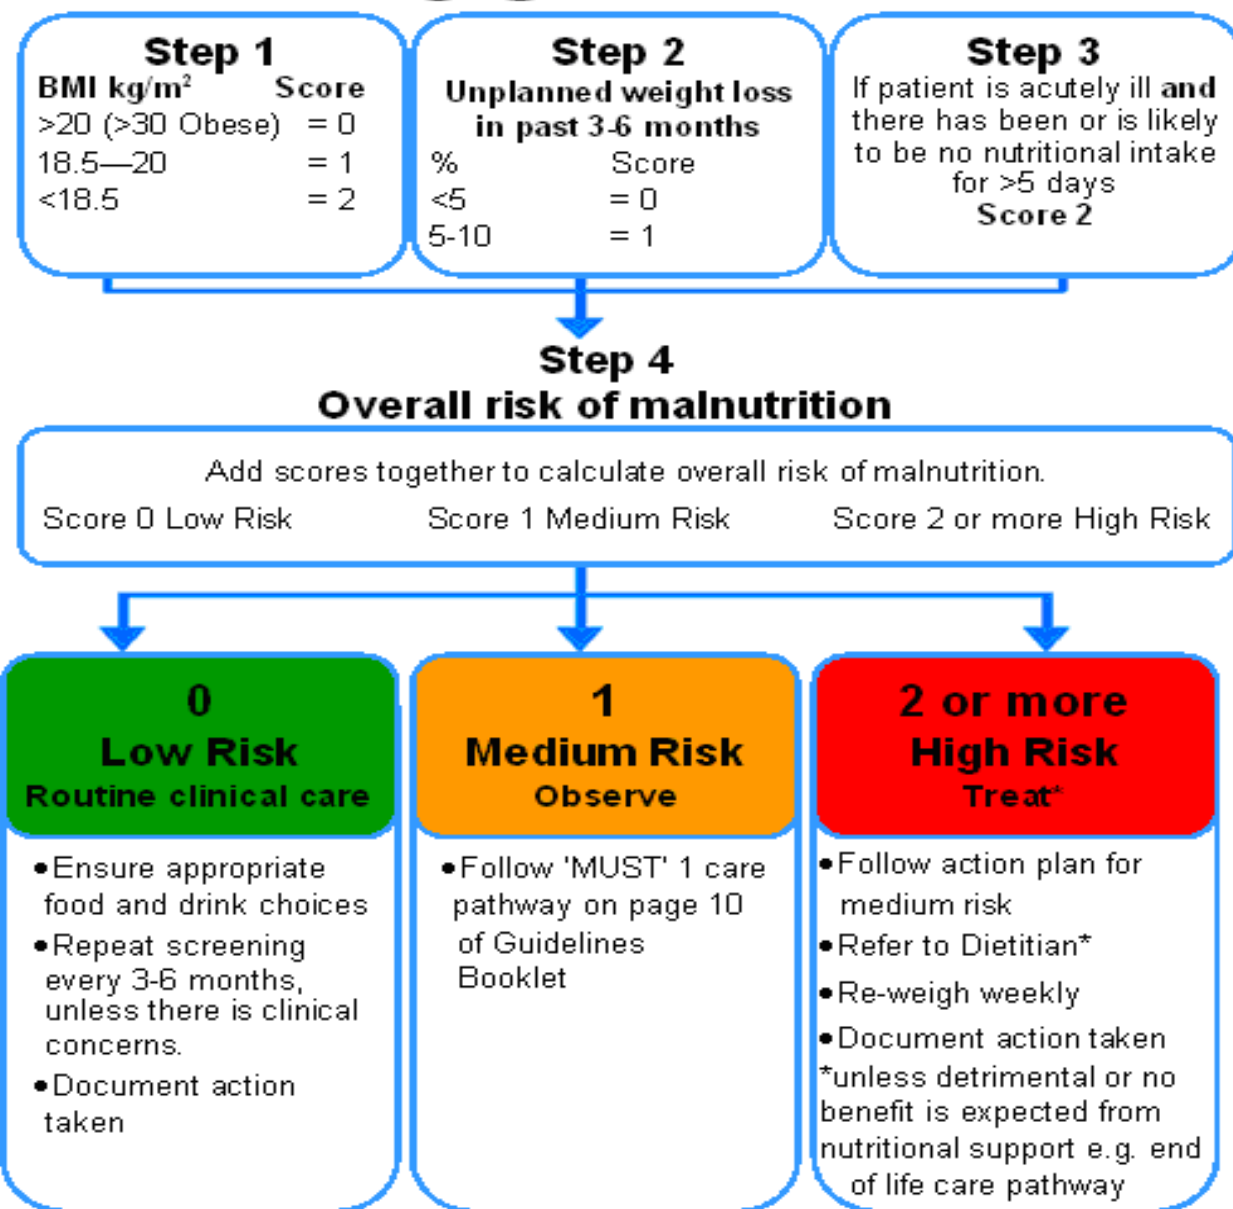 Step 1
BMI kg/m² Score
>20 (>30 Obese) = 0
18.5—20 = 1
<18.5 = 2
Step 2
Unplanned weight loss
in past 3-6 months
% Score
<5 = 0
5-10 = 1
Step 3
If patient is acutely ill and
there has been or is likely
to be no nutritional intake
for >5 days
Score 2
Step 4
Overall risk of malnutrition
Add scores together to calculate overall risk of malnutrition.
Score 0 Low Risk Score 1 Medium Risk Score 2 or more High Risk
0
Low Risk
Routine clinical care
•Ensure appropriate
food and drink choices
•Repeat screening
every 3-6 months,
unless there is clinical
concerns.
•Document action
taken
1
Medium Risk
Observe
•Follow 'MUST' 1 care
pathway on page 10
of Guidelines
Booklet
2 or more
High Risk
Treat*
•Follow action plan for
medium risk
•Refer to Dietitian*
•Re-weigh weekly
•Document action taken
*unless detrimental or no
benefit is expected from
nutritional support e.g. end
of life care pathway